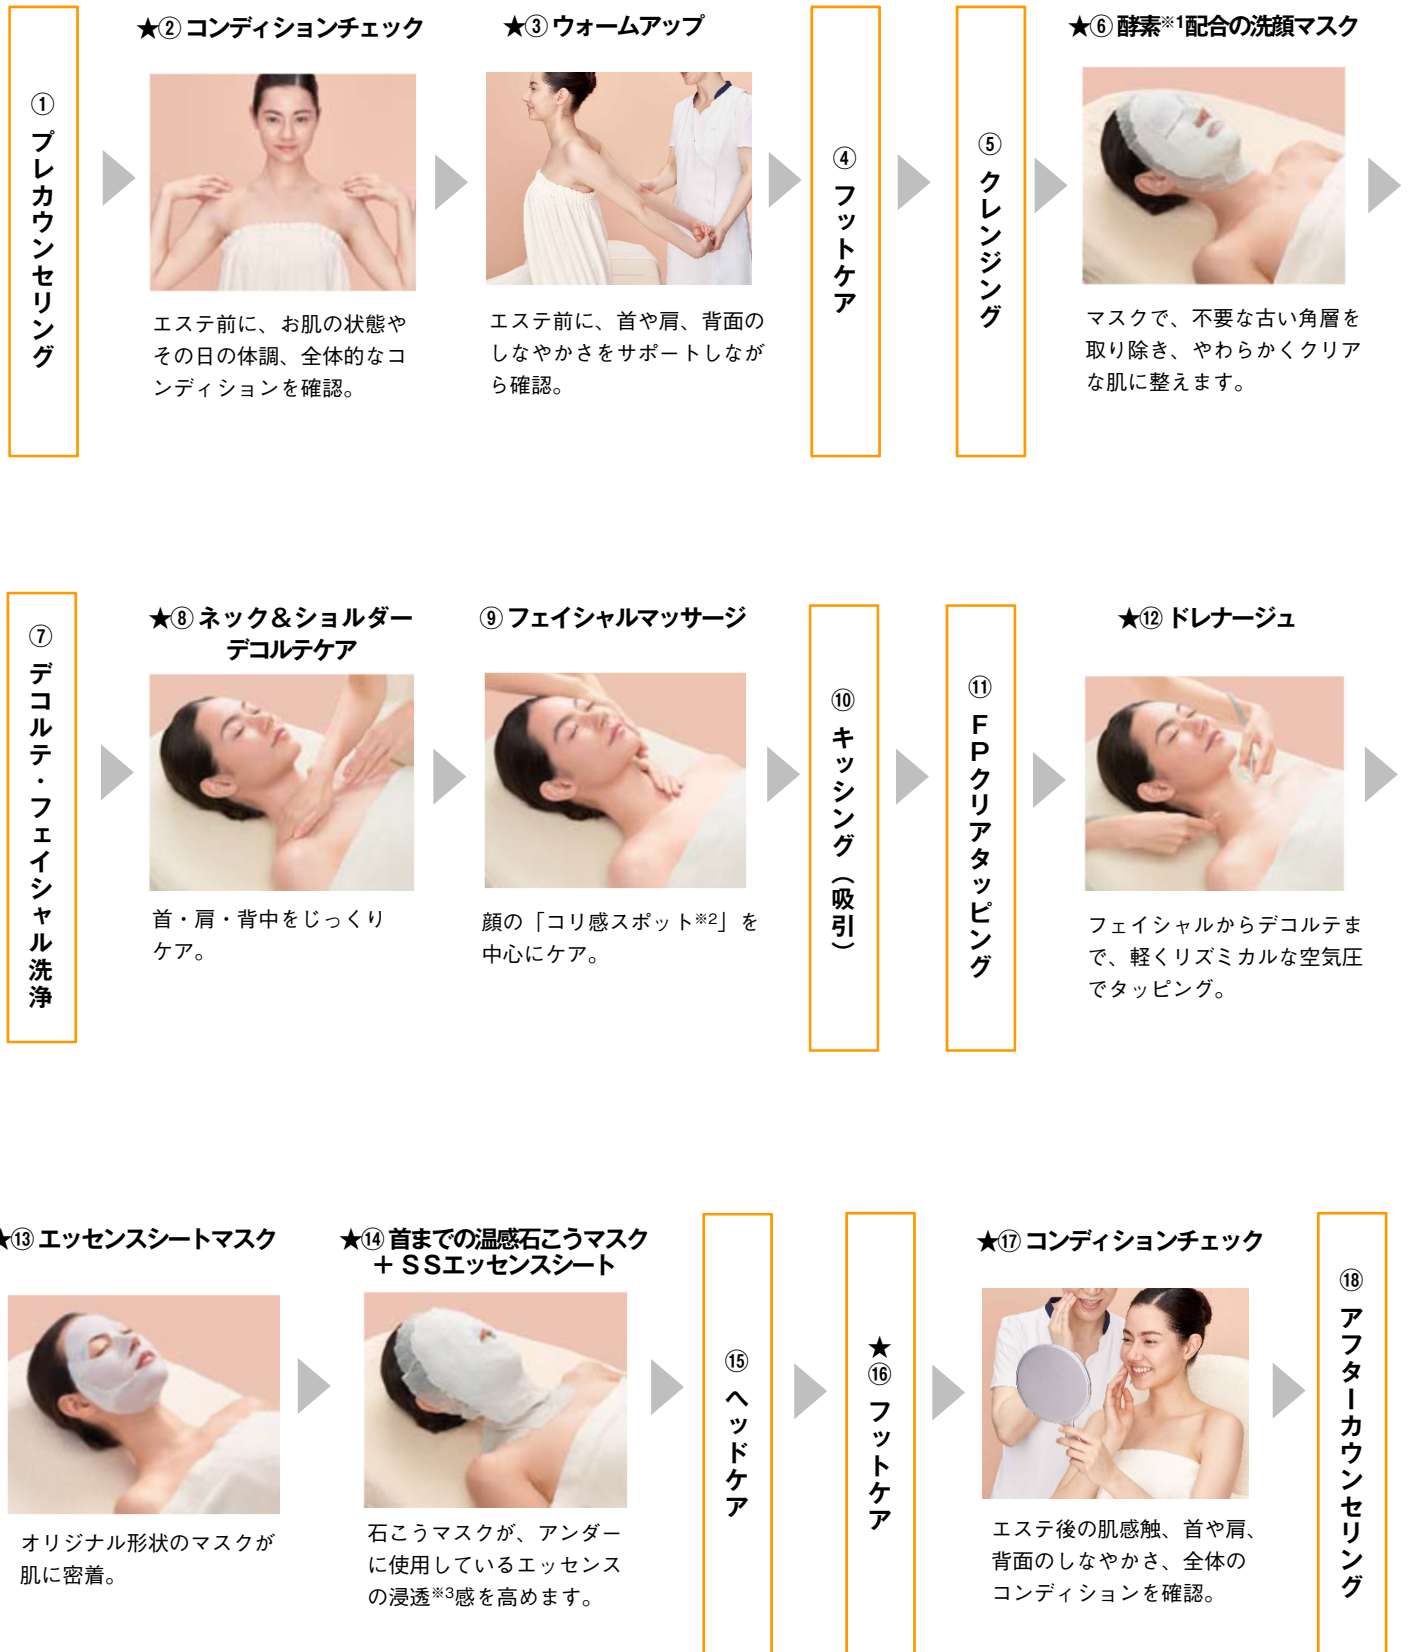 ① プレカウンセリング
★② コンディションチェック
エステ前に、お肌の状態や
その日の体調、全体的なコ
ンディションを確認。
★③ ウォームアップ
エステ前に、首や肩、背面の
しなやかさをサポートしなが
ら確認。
④ フットケア
⑤ クレンジング
★⑥ 酵素※1配合の洗顔マスク
マスクで、不要な古い角層を
取り除き、やわらかくクリア
な肌に整えます。
⑦ デコルテ・フェイシャル洗浄
★⑧ ネック＆ショルダー
デコルテケア
首・肩・背中をじっくり
ケア。
⑨ フェイシャルマッサージ
顔の「コリ感スポット※2」を
中心にケア。
⑩ キッシング（吸引）
⑪ FPクリアタッピング
★⑫ ドレナージュ
フェイシャルからデコルテま
で、軽くリズミカルな空気圧
でタッピング。
★⑬ エッセンスシートマスク
オリジナル形状のマスクが
肌に密着。
★⑭ 首までの温感石こうマスク
＋ SSエッセンスシート
石こうマスクが、アンダー
に使用しているエッセンス
の浸透※3感を高めます。
⑮ ヘッドケア
★⑯ フットケア
★⑰ コンディションチェック
エステ後の肌感触、首や肩、
背面のしなやかさ、全体の
コンディションを確認。
⑱ アフターカウンセリング